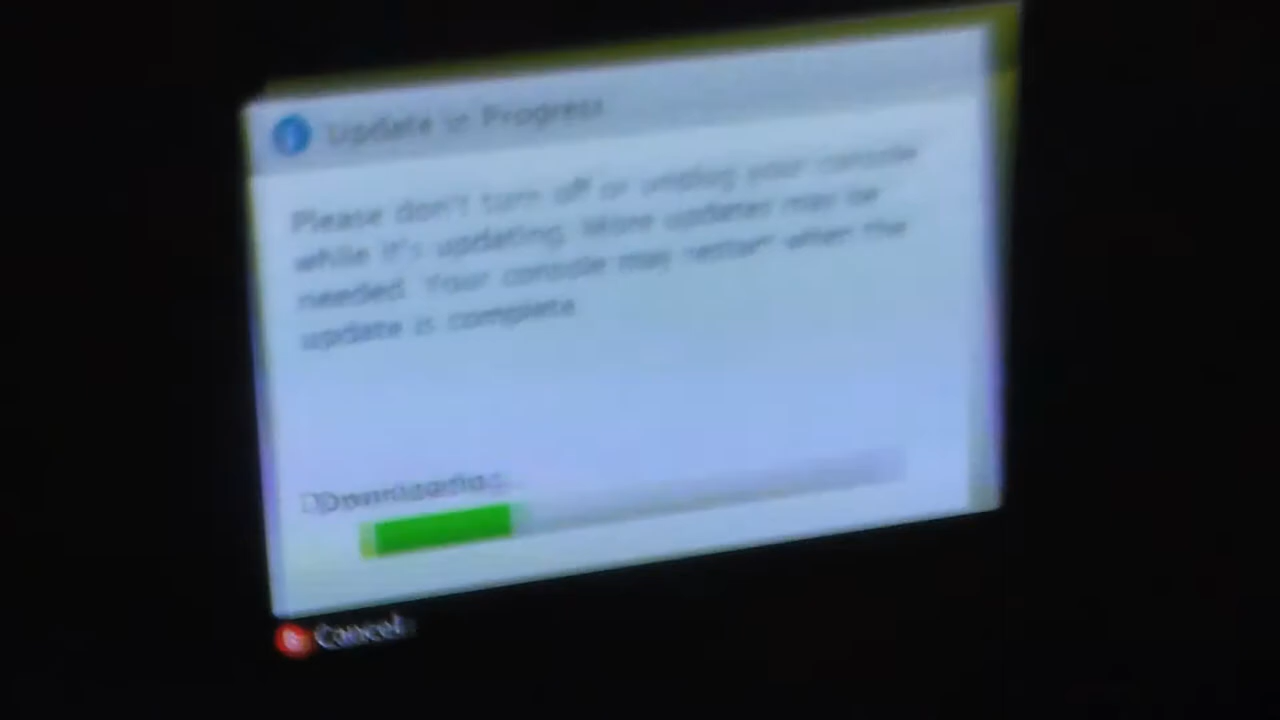 Update in Progress
Please don't turn off or unplug your console
while it's updating. More updates may be
needed. Your console may restart when the
update is complete.
Downloading...
Cancel